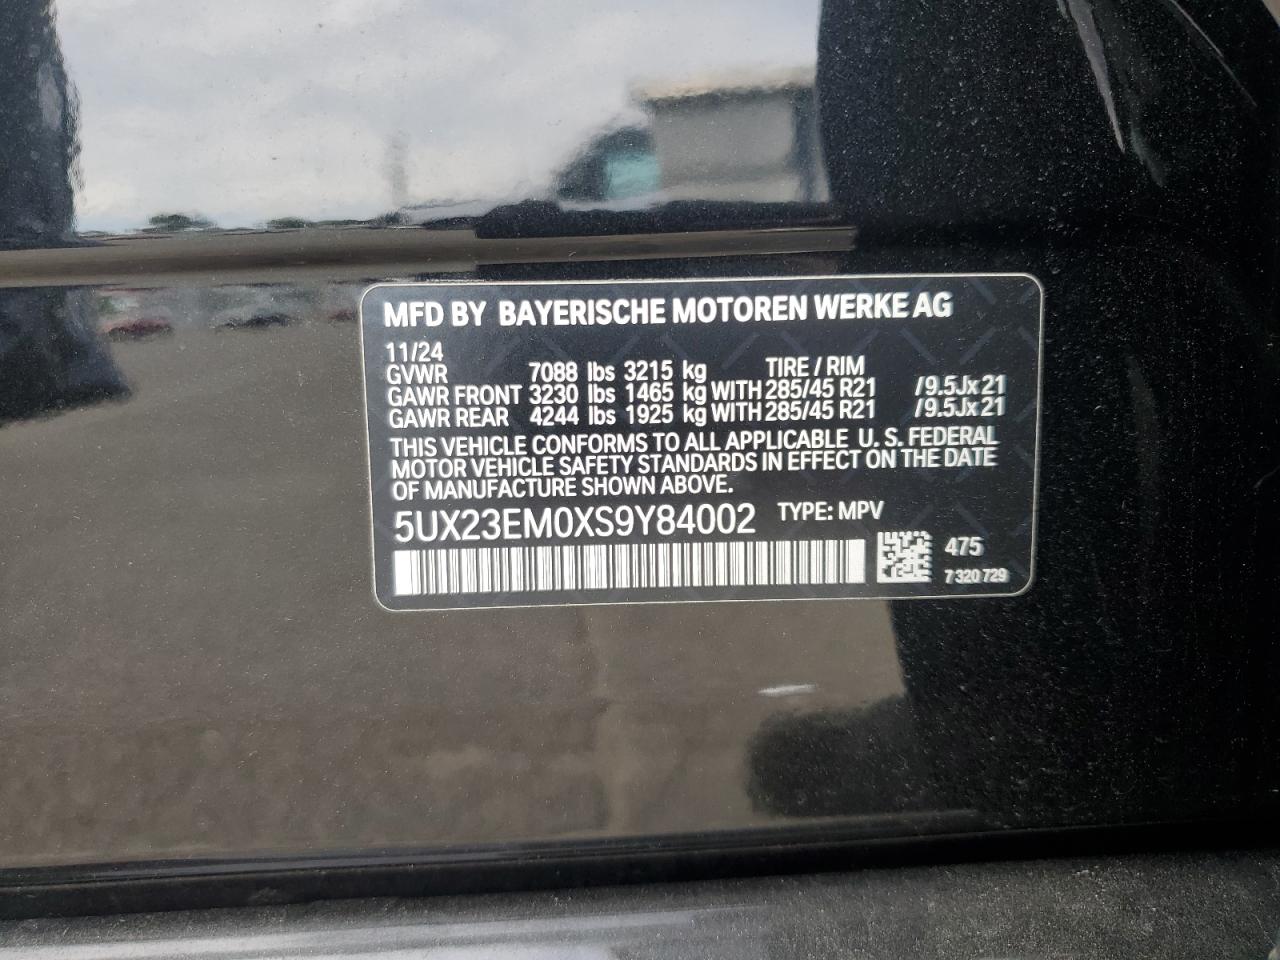 MFD BY BAYERISCHE MOTOREN WERKE AG
11/24
GVWR 7088 lbs 3215 kg TIRE / RIM
GAWR FRONT 3230 lbs 1465 kg WITH 285/45 R21 /9.5Jx21
GAWR REAR 4244 lbs 1925 kg WITH 285/45 R21 /9.5Jx21
THIS VEHICLE CONFORMS TO ALL APPLICABLE U. S. FEDERAL
MOTOR VEHICLE SAFETY STANDARDS IN EFFECT ON THE DATE
OF MANUFACTURE SHOWN ABOVE.
5UX23EM0XS9Y84002 TYPE: MPV
475
7 320 729